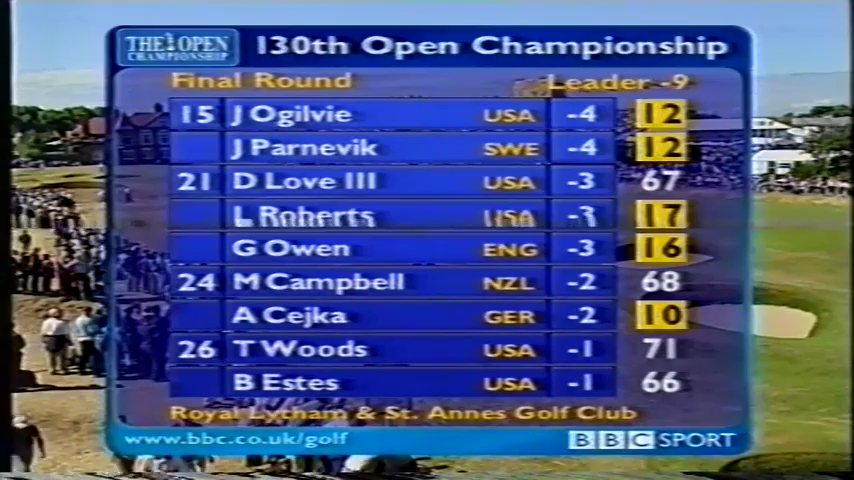 THE OPEN CHAMPIONSHIP 130th Open Championship
Final Round Leader -9
15 J Ogilvie USA -4 12
J Parnevik SWE -4 12
21 D Love III USA -3 67
L Roberts USA -3 17
G Owen ENG -3 16
24 M Campbell NZL -2 68
A Cejka GER -2 10
26 T Woods USA -1 71
B Estes USA -1 66
Royal Lytham & St. Annes Golf Club
www.bbc.co.uk/golf BBC SPORT